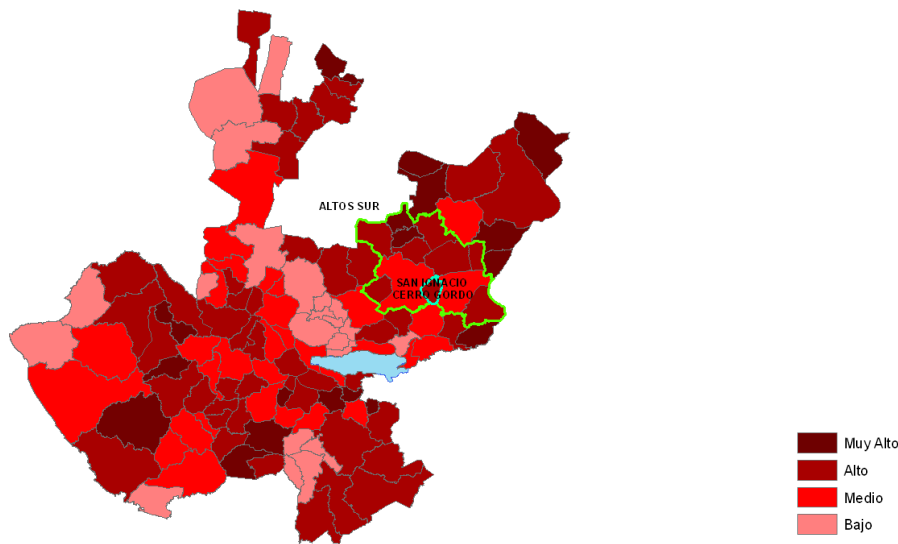 ALTOS SUR
SAN IGNACIO
CERRO GORDO
Muy Alto
Alto
Medio
Bajo